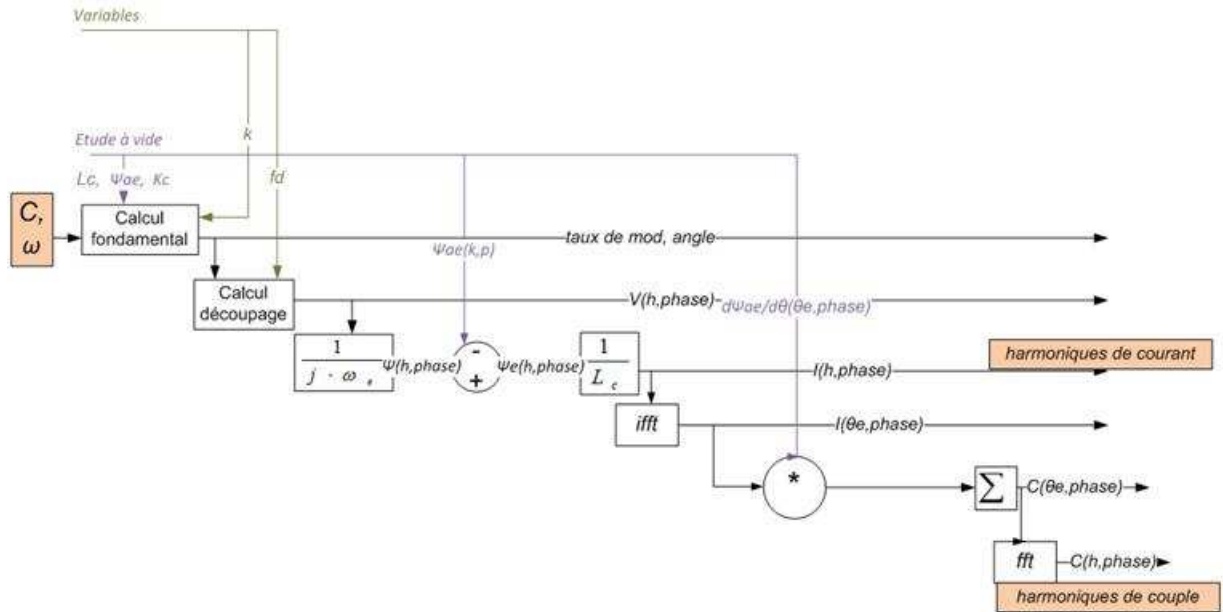 Variables
k
Etude à vide
Lc, Ψae, Kc
fd
C,
ω
Calcul
fondamental
taux de mod, angle
Ψae(k,p)
Calcul
découpage
V(h,phase)
dΨae/dθ(θe,phase)
1
j · ω e
Ψ(h,phase)
-
+
Ψe(h,phase)
1
L c
I(h,phase)
harmoniques de courant
ifft
I(θe,phase)
*
Σ
C(θe,phase)
fft
C(h,phase)
harmoniques de couple